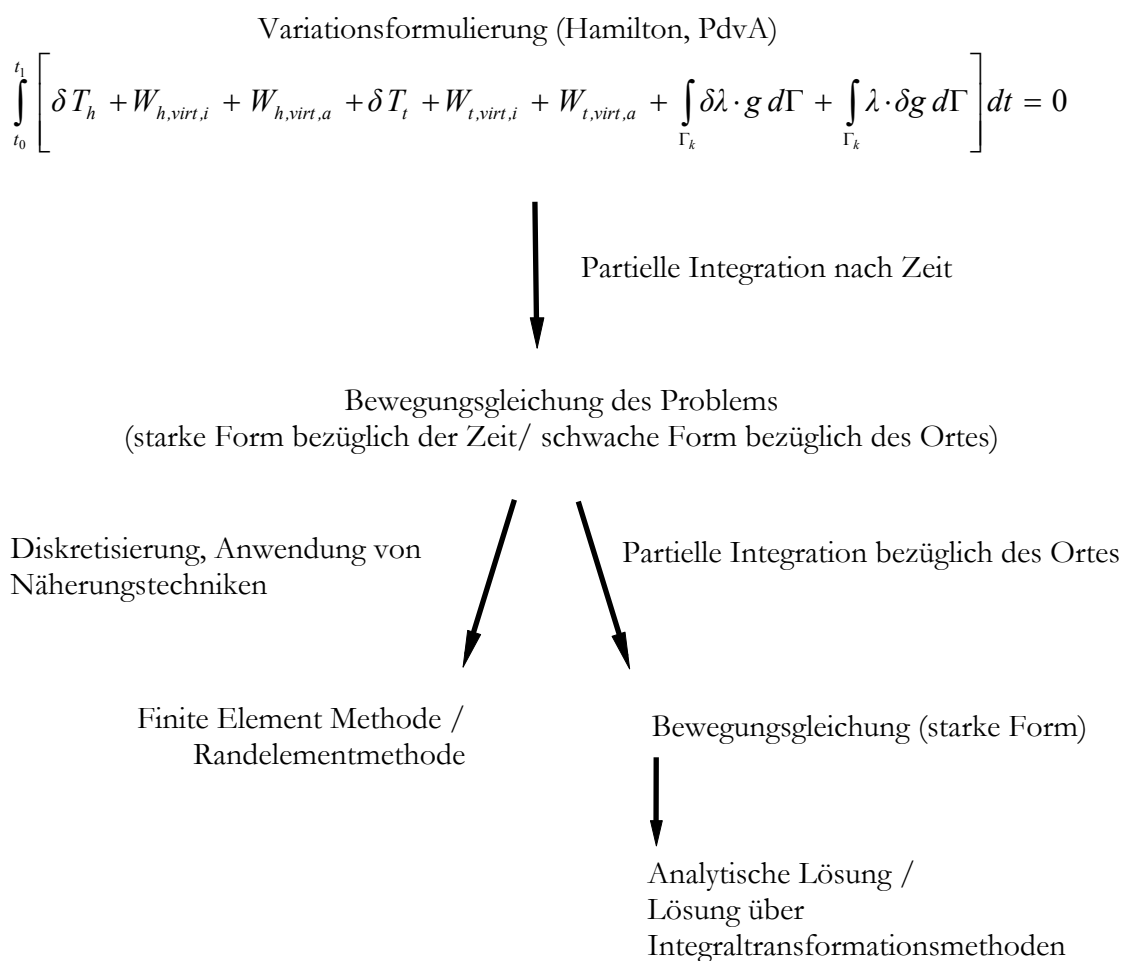 Variationsformulierung (Hamilton, PdvA)
∫_{t_0}^{t_1} [ δT_h + W_{h,virt,i} + W_{h,virt,a} + δT_t + W_{t,virt,i} + W_{t,virt,a} + ∫_{Γ_k} δλ · g dΓ + ∫_{Γ_k} λ · δg dΓ ] dt = 0
Partielle Integration nach Zeit
Bewegungsgleichung des Problems
(starke Form bezüglich der Zeit/ schwache Form bezüglich des Ortes)
Diskretisierung, Anwendung von
Näherungstechniken
Partielle Integration bezüglich des Ortes
Finite Element Methode /
Randelementmethode
Bewegungsgleichung (starke Form)
Analytische Lösung /
Lösung über
Integraltransformationsmethoden